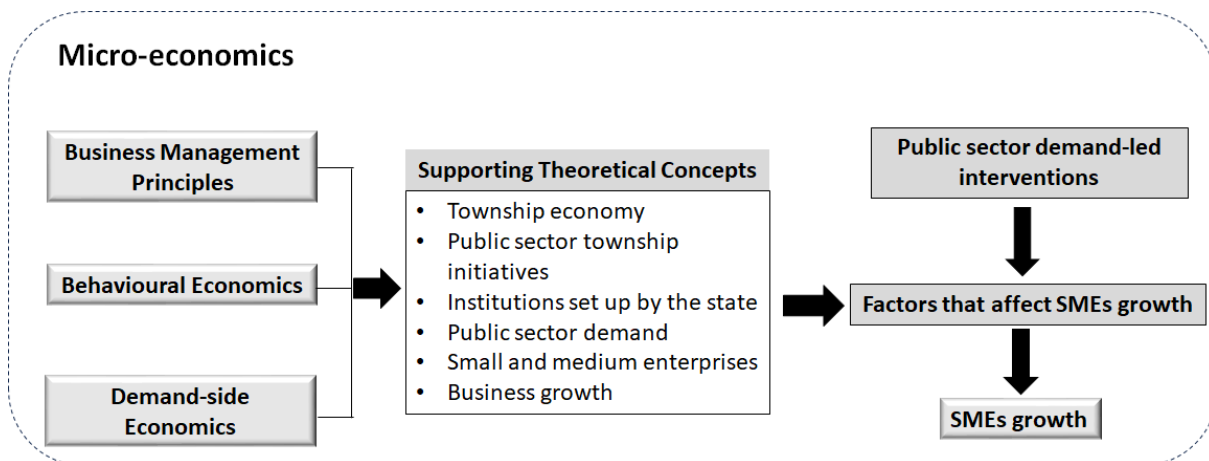 Micro-economics
Business Management
Principles
Behavioural Economics
Demand-side
Economics
Supporting Theoretical Concepts
• Township economy
• Public sector township
initiatives
• Institutions set up by the state
• Public sector demand
• Small and medium enterprises
• Business growth
Public sector demand-led
interventions
Factors that affect SMEs growth
SMEs growth